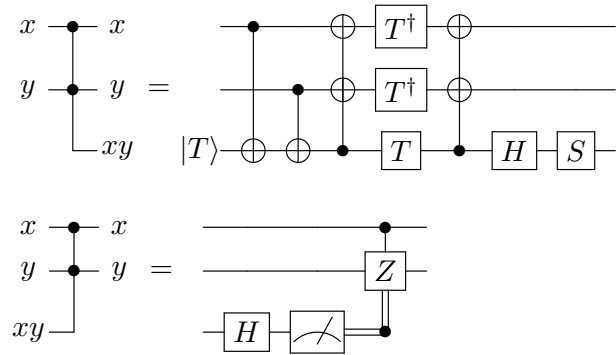 x x T†
y y = T†
xy |T⟩ T H S
x x
y y = Z
xy H